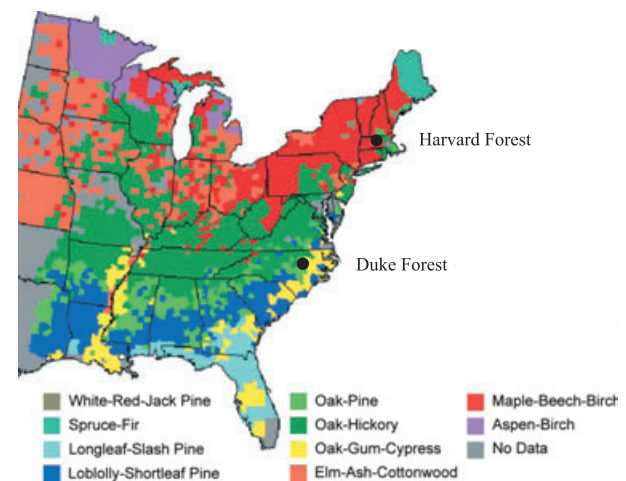 Harvard Forest
Duke Forest
White-Red-Jack Pine
Spruce-Fir
Longleaf-Slash Pine
Loblolly-Shortleaf Pine
Oak-Pine
Oak-Hickory
Oak-Gum-Cypress
Elm-Ash-Cottonwood
Maple-Beech-Birch
Aspen-Birch
No Data